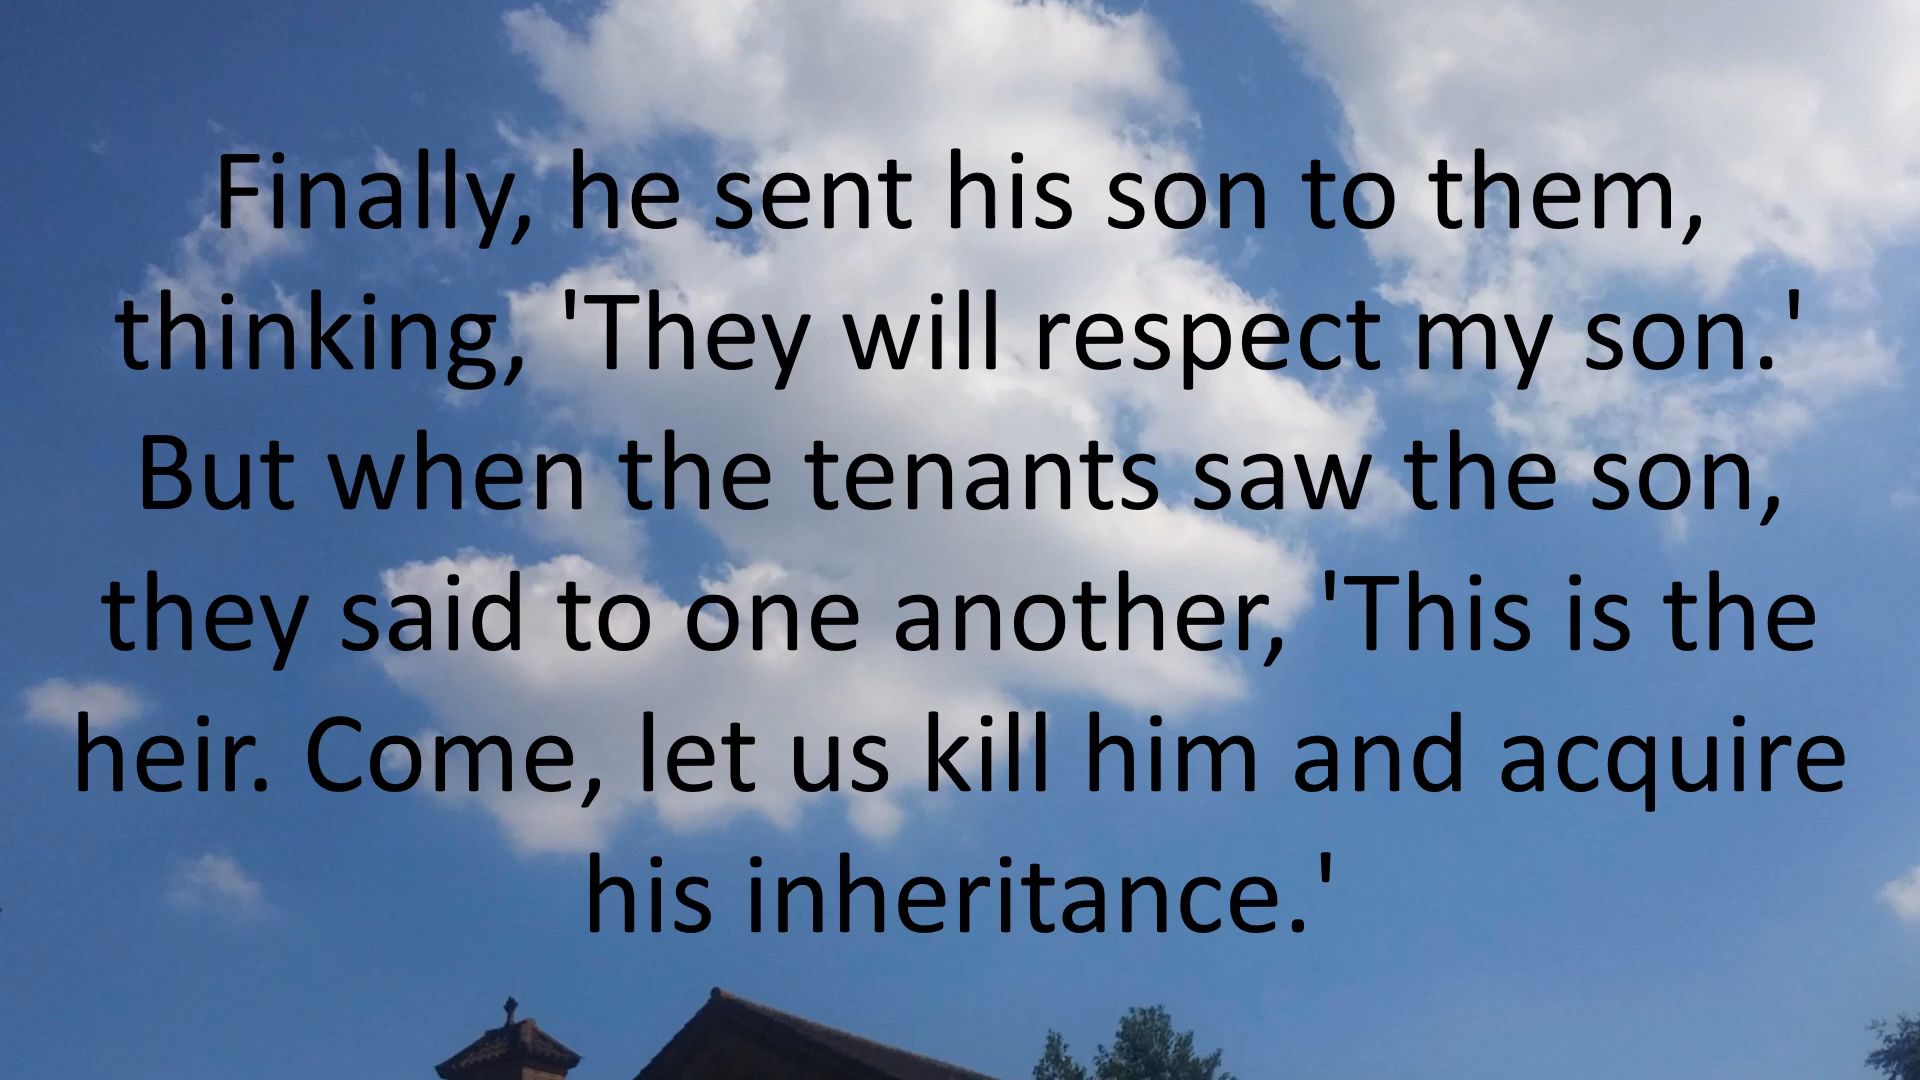 Finally, he sent his son to them,
thinking, 'They will respect my son.'
But when the tenants saw the son,
they said to one another, 'This is the
heir. Come, let us kill him and acquire
his inheritance.'